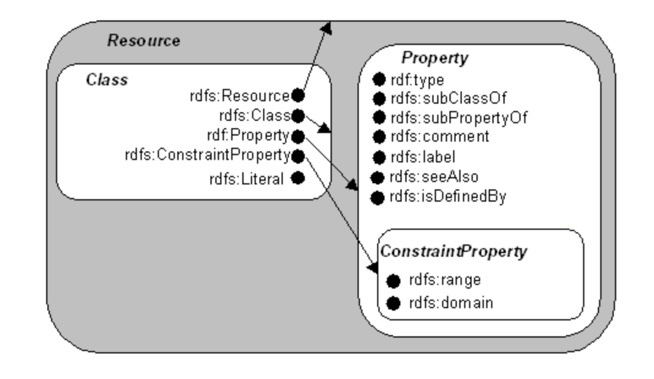 Resource
Class
rdfs:Resource
rdfs:Class
rdf:Property
rdfs:ConstraintProperty
rdfs:Literal
Property
rdf:type
rdfs:subClassOf
rdfs:subPropertyOf
rdfs:comment
rdfs:label
rdfs:seeAlso
rdfs:isDefinedBy
ConstraintProperty
rdfs:range
rdfs:domain